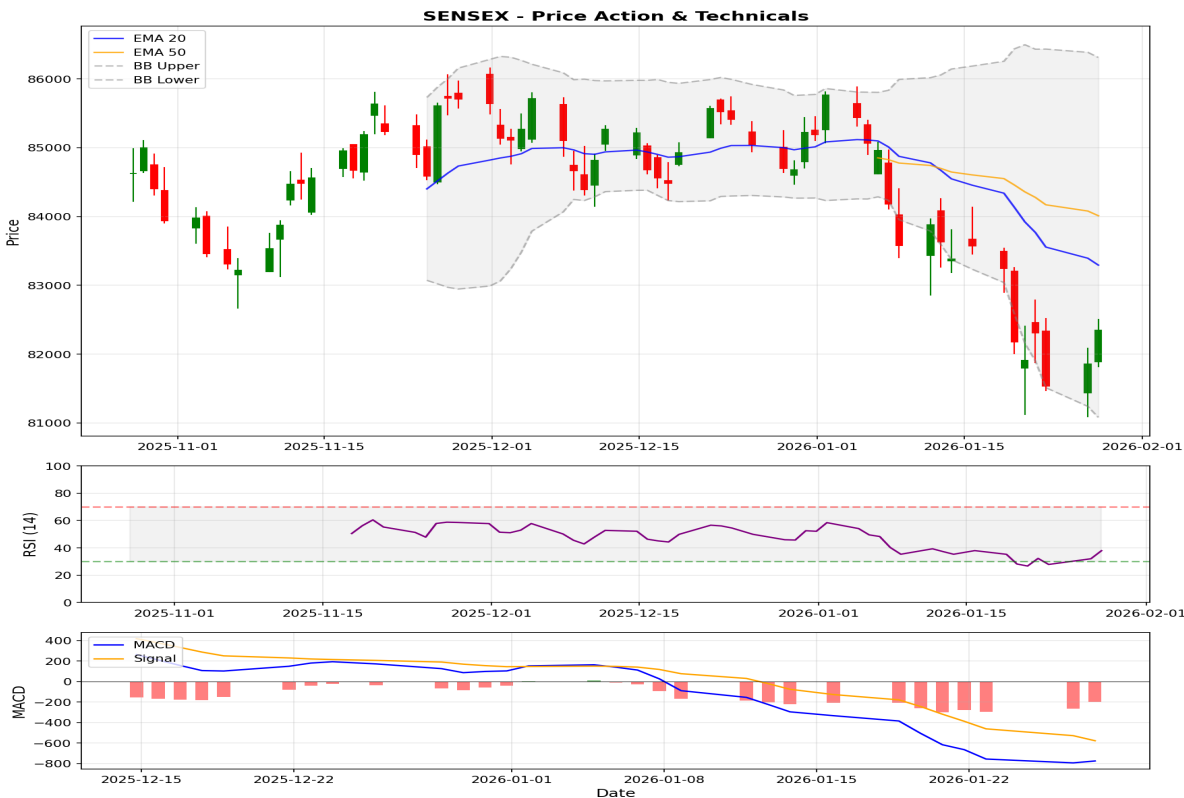 SENSEX - Price Action & Technicals
EMA 20
EMA 50
BB Upper
BB Lower
Price
86000
85000
84000
83000
82000
81000
2025-11-01 2025-11-15 2025-12-01 2025-12-15 2026-01-01 2026-01-15 2026-02-01
RSI (14)
100
80
60
40
20
0
2025-11-01 2025-11-15 2025-12-01 2025-12-15 2026-01-01 2026-01-15 2026-02-01
MACD
Signal
MACD
400
200
0
−200
−400
−600
−800
2025-12-15 2025-12-22 2026-01-01 2026-01-08 2026-01-15 2026-01-22
Date